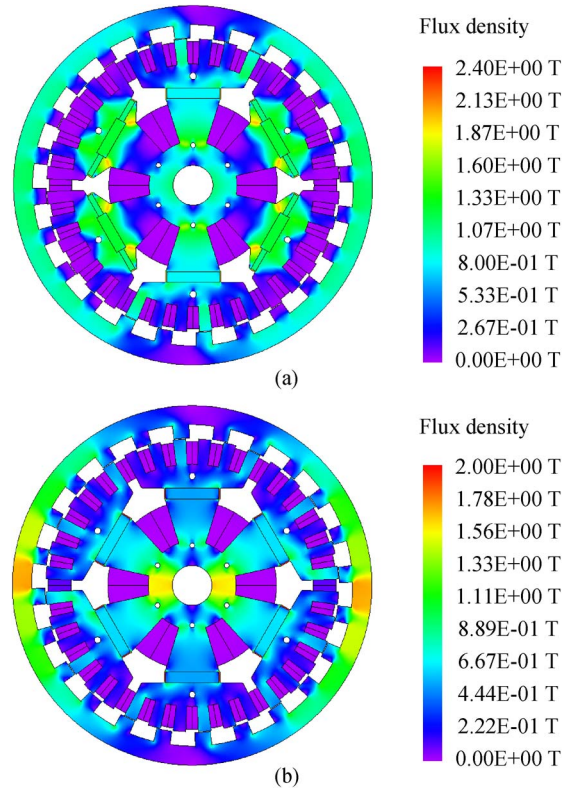 Flux density
2.40E+00 T
2.13E+00 T
1.87E+00 T
1.60E+00 T
1.33E+00 T
1.07E+00 T
8.00E-01 T
5.33E-01 T
2.67E-01 T
0.00E+00 T
(a)
Flux density
2.00E+00 T
1.78E+00 T
1.56E+00 T
1.33E+00 T
1.11E+00 T
8.89E-01 T
6.67E-01 T
4.44E-01 T
2.22E-01 T
0.00E+00 T
(b)